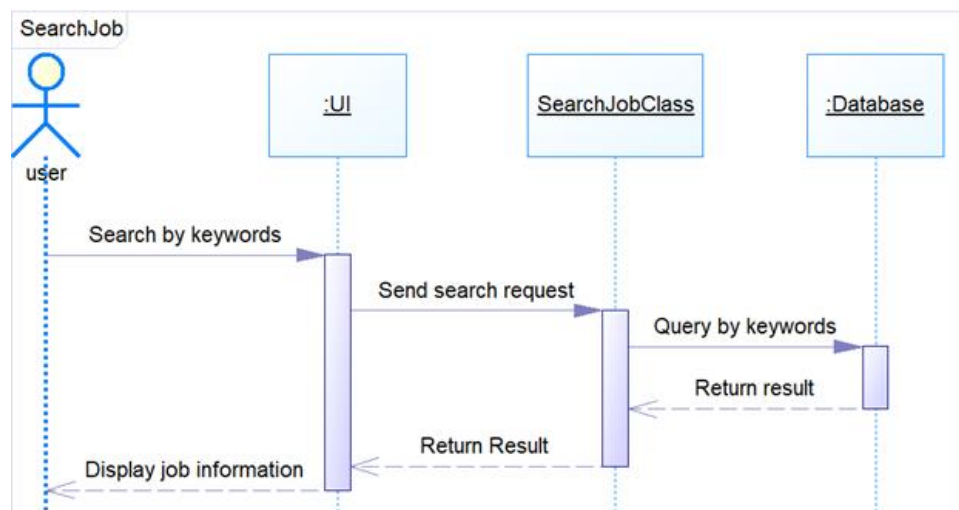 SearchJob
user
:UI
SearchJobClass
:Database
Search by keywords
Send search request
Query by keywords
Return result
Return Result
Display job information